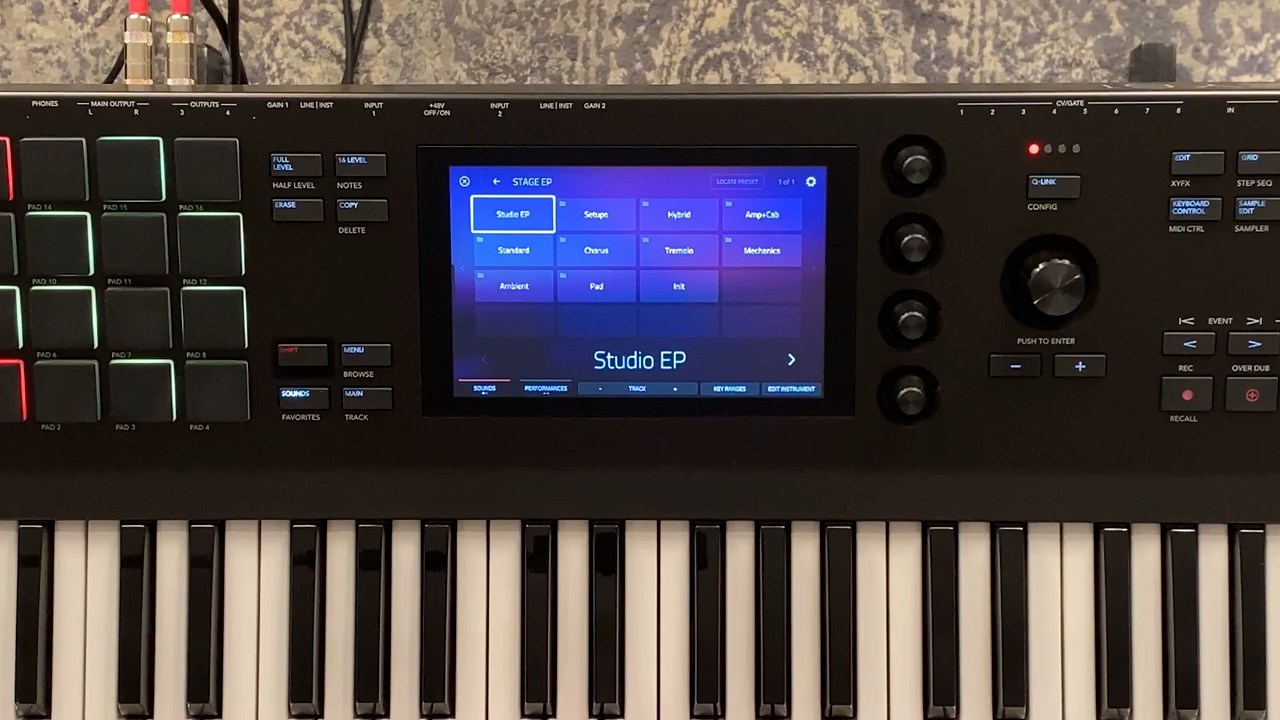 PHONES MAIN OUTPUT OUTPUTS GAIN 1 LINE | INST INPUT +48V INPUT LINE | INST GAIN 2 CV/GATE IN
L R 3 4 1 ON/OFF 2 1 2 3 4 5 6 7 8
PAD 14 PAD 15 PAD 16
PAD 10 PAD 11 PAD 12
PAD 6 PAD 7 PAD 8
PAD 2 PAD 3 PAD 4
FULL LEVEL
16 LEVEL
HALF LEVEL
NOTES
ERASE
COPY
DELETE
SHIFT
MENU
BROWSE
SOUNDS
MAIN
FAVORITES
TRACK
STAGE EP
LOCATE PRESET
1 of 1
Studio EP Setups Hybrid Amp+Cab
Standard Chorus Tremolo Mechanics
Ambient Pad Init
Studio EP
SOUNDS PERFORMANCES - TRACK + KEY RANGES EDIT INSTRUMENT
Q-LINK
CONFIG
PUSH TO ENTER
− +
EDIT
GRID
XYFX
STEP SEQ
KEYBOARD CONTROL
SAMPLE EDIT
MIDI CTRL
SAMPLER
EVENT
< >
REC
OVER DUB
RECALL